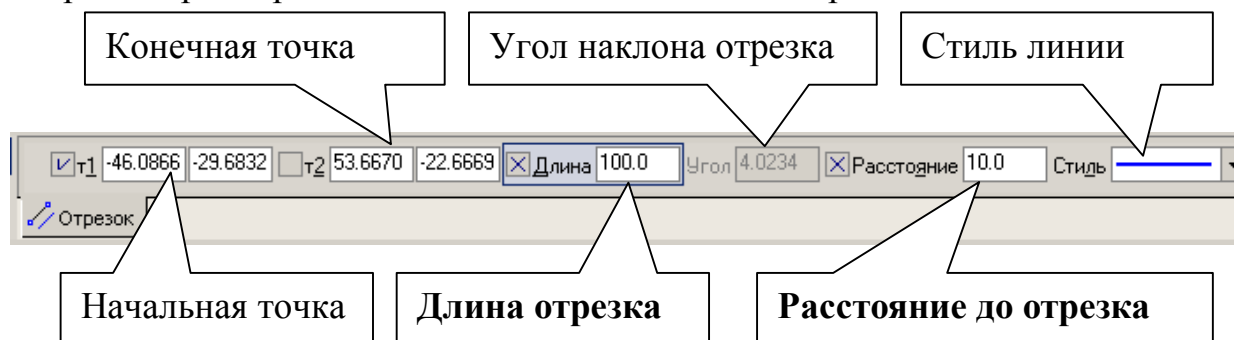 Конечная точка
Угол наклона отрезка
Стиль линии
т1 -46.0866 -29.6832 т2 53.6670 -22.6669 Длина 100.0 Угол 4.0234 Расстояние 10.0 Стиль
Отрезок
Начальная точка
Длина отрезка
Расстояние до отрезка